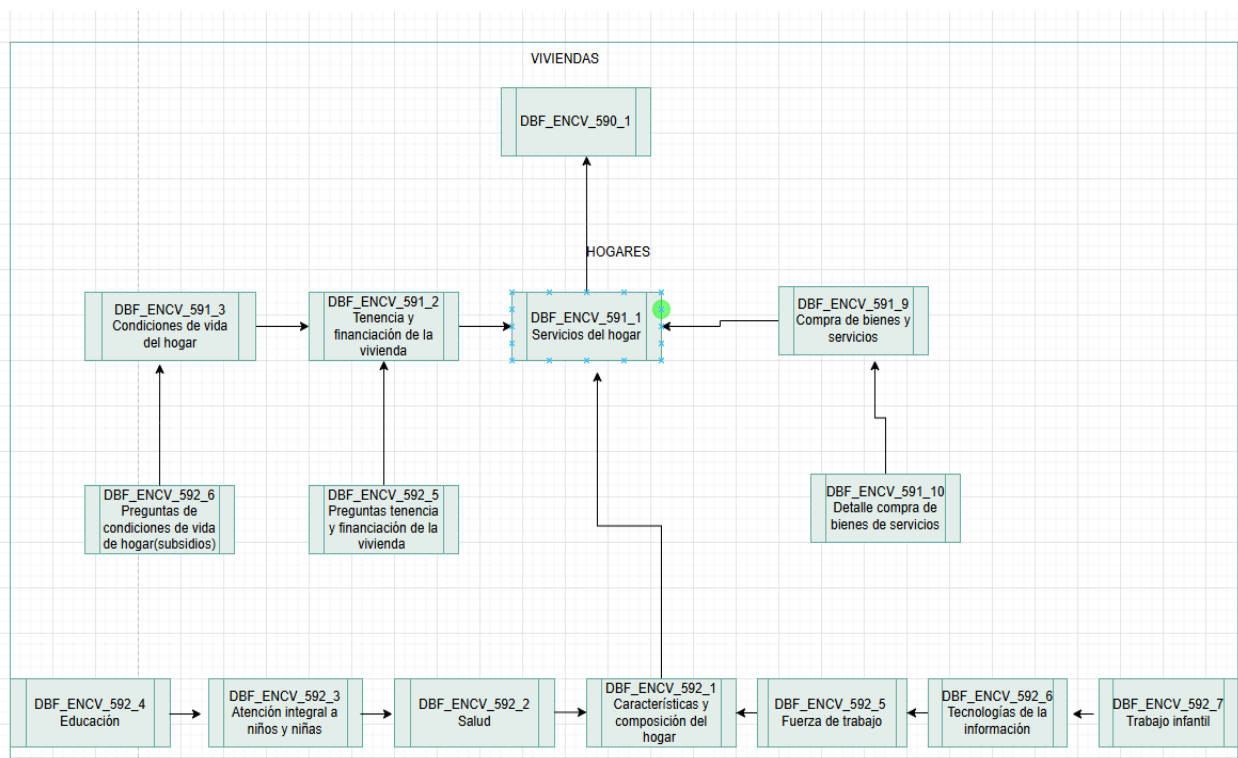 VIVIENDAS
DBF_ENCV_590_1
HOGARES
DBF_ENCV_591_3
Condiciones de vida
del hogar
DBF_ENCV_591_2
Tenencia y
financiación de la
vivienda
DBF_ENCV_591_1
Servicios del hogar
DBF_ENCV_591_9
Compra de bienes y
servicios
DBF_ENCV_592_6
Preguntas de
condiciones de vida
de hogar(subsidios)
DBF_ENCV_592_5
Preguntas tenencia
y financiación de la
vivienda
DBF_ENCV_591_10
Detalle compra de
bienes de servicios
DBF_ENCV_592_4
Educación
DBF_ENCV_592_3
Atención integral a
niños y niñas
DBF_ENCV_592_2
Salud
DBF_ENCV_592_1
Características y
composición del
hogar
DBF_ENCV_592_5
Fuerza de trabajo
DBF_ENCV_592_6
Tecnologías de la
información
DBF_ENCV_592_7
Trabajo infantil